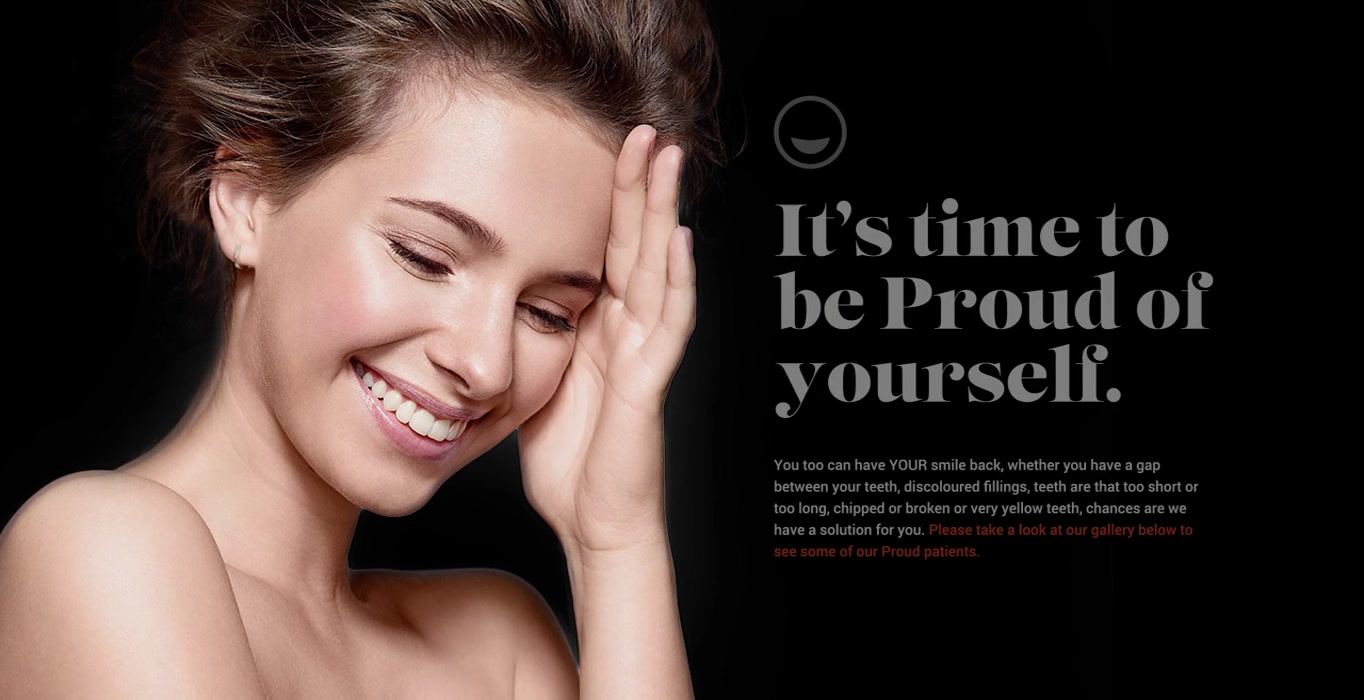 It's time to
be Proud of
yourself.
You too can have YOUR smile back, whether you have a gap
between your teeth, discoloured fillings, teeth are that too short or
too long, chipped or broken or very yellow teeth, chances are we
have a solution for you. Please take a look at our gallery below to
see some of our Proud patients.